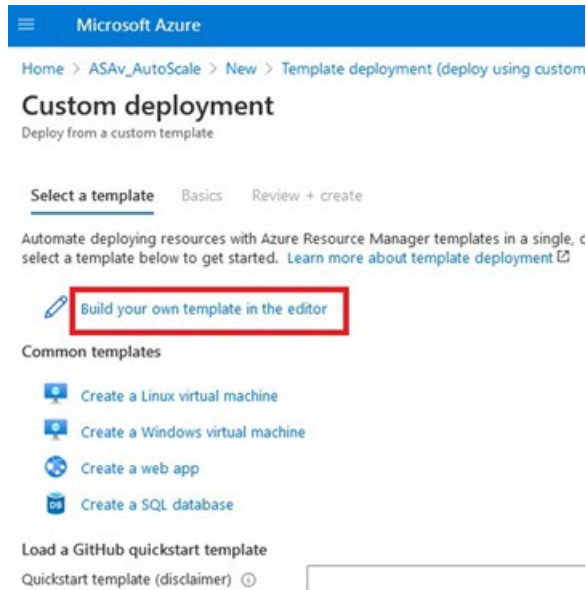 Microsoft Azure
Home > ASAv_AutoScale > New > Template deployment (deploy using custom
Custom deployment
Deploy from a custom template
Select a template Basics Review + create
Automate deploying resources with Azure Resource Manager templates in a single,
select a template below to get started. Learn more about template deployment
Build your own template in the editor
Common templates
Create a Linux virtual machine
Create a Windows virtual machine
Create a web app
DB Create a SQL database
Load a GitHub quickstart template
Quickstart template (disclaimer)